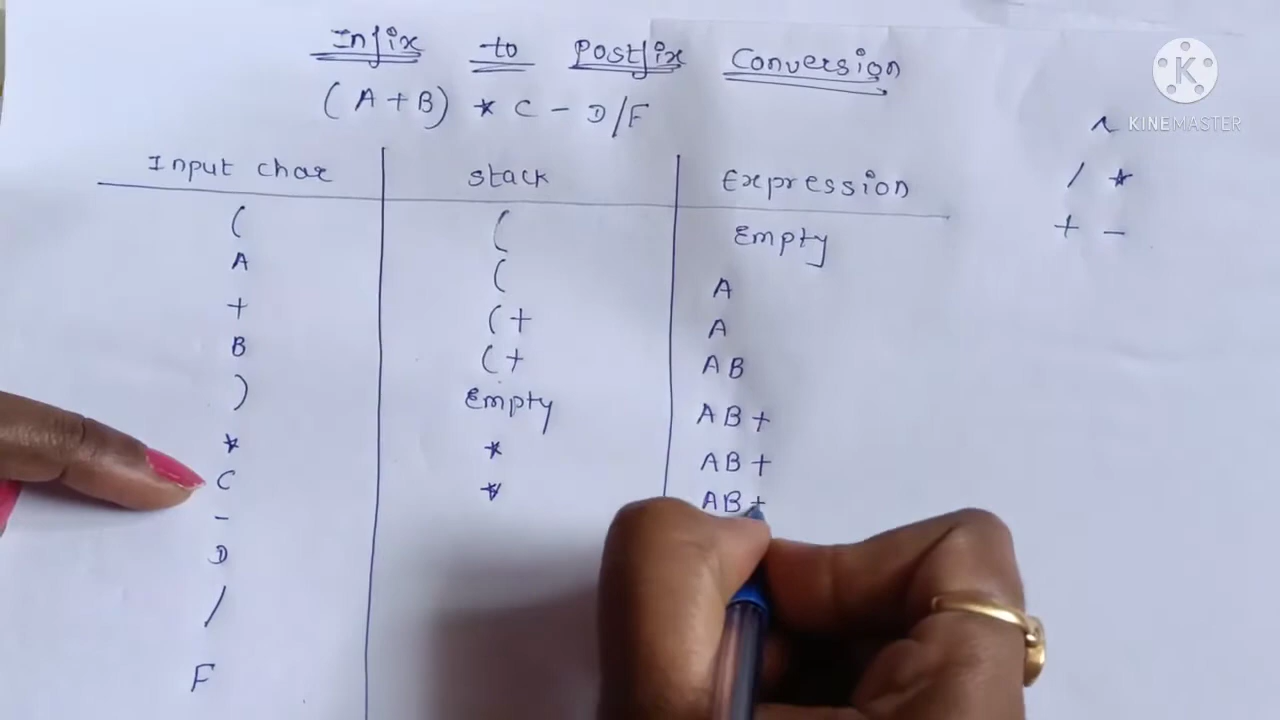 Infix to Postfix Conversion
(A+B) * C - D/F
Input char stack Expression
( ( Empty
A ( A
+ (+ A
B (+ AB
) Empty AB+
* * AB+
C * AB+
-
D
/
F
^
/ *
+ -
K
KINEMASTER